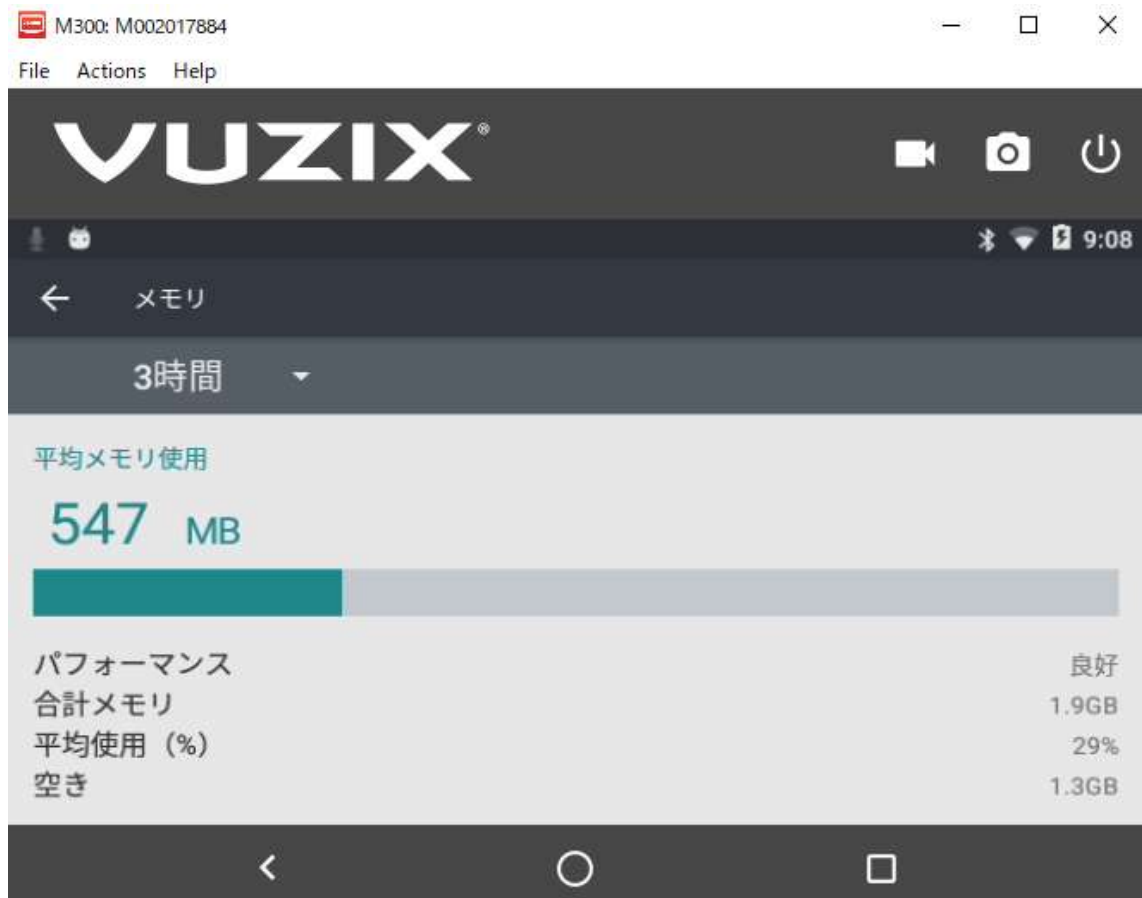 M300: M002017884
File Actions Help
VUZIX®
9:08
メモリ
3時間
平均メモリ使用
547 MB
パフォーマンス 良好
合計メモリ 1.9GB
平均使用（%） 29%
空き 1.3GB